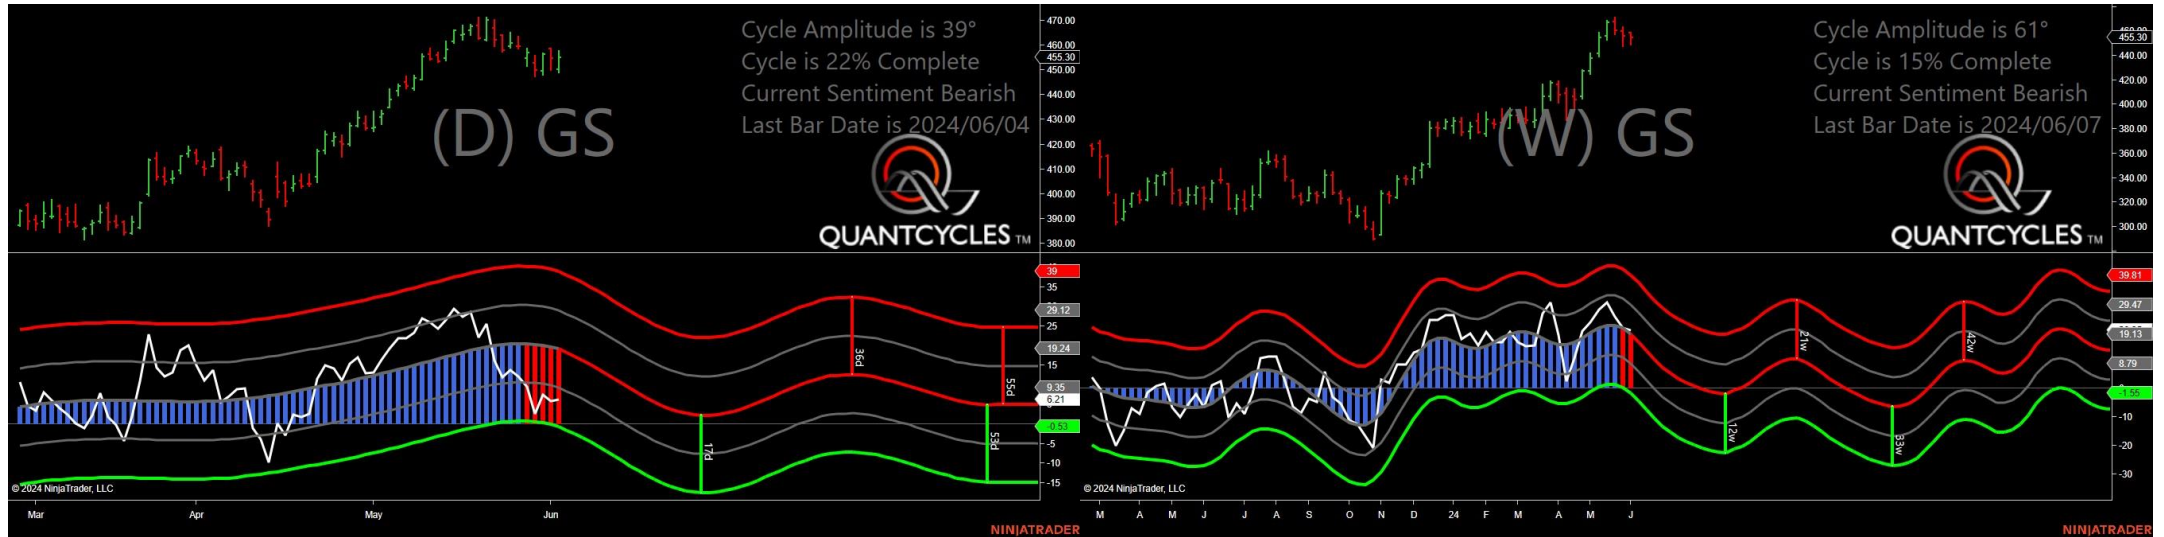 Cycle Amplitude is 39°
Cycle is 22% Complete
Current Sentiment Bearish
Last Bar Date is 2024/06/04
(D) GS
QUANTCYCLES TM
470.00
460.00
455.30
450.00
440.00
430.00
420.00
410.00
400.00
390.00
380.00
39
35
29.12
25
19.24
15
9.35
6.21
-0.53
-5
-10
-15
17d
36d
53d
55d
© 2024 NinjaTrader, LLC
Mar Apr May Jun
NINJATRADER
Cycle Amplitude is 61°
Cycle is 15% Complete
Current Sentiment Bearish
Last Bar Date is 2024/06/07
(W) GS
QUANTCYCLES TM
455.30
440.00
420.00
400.00
380.00
360.00
340.00
320.00
300.00
39.81
29.47
19.13
8.79
-1.55
-10
-20
-30
12w
21w
33w
42w
© 2024 NinjaTrader, LLC
M A M J J A S O N D 24 F M A M J
NINJATRADER